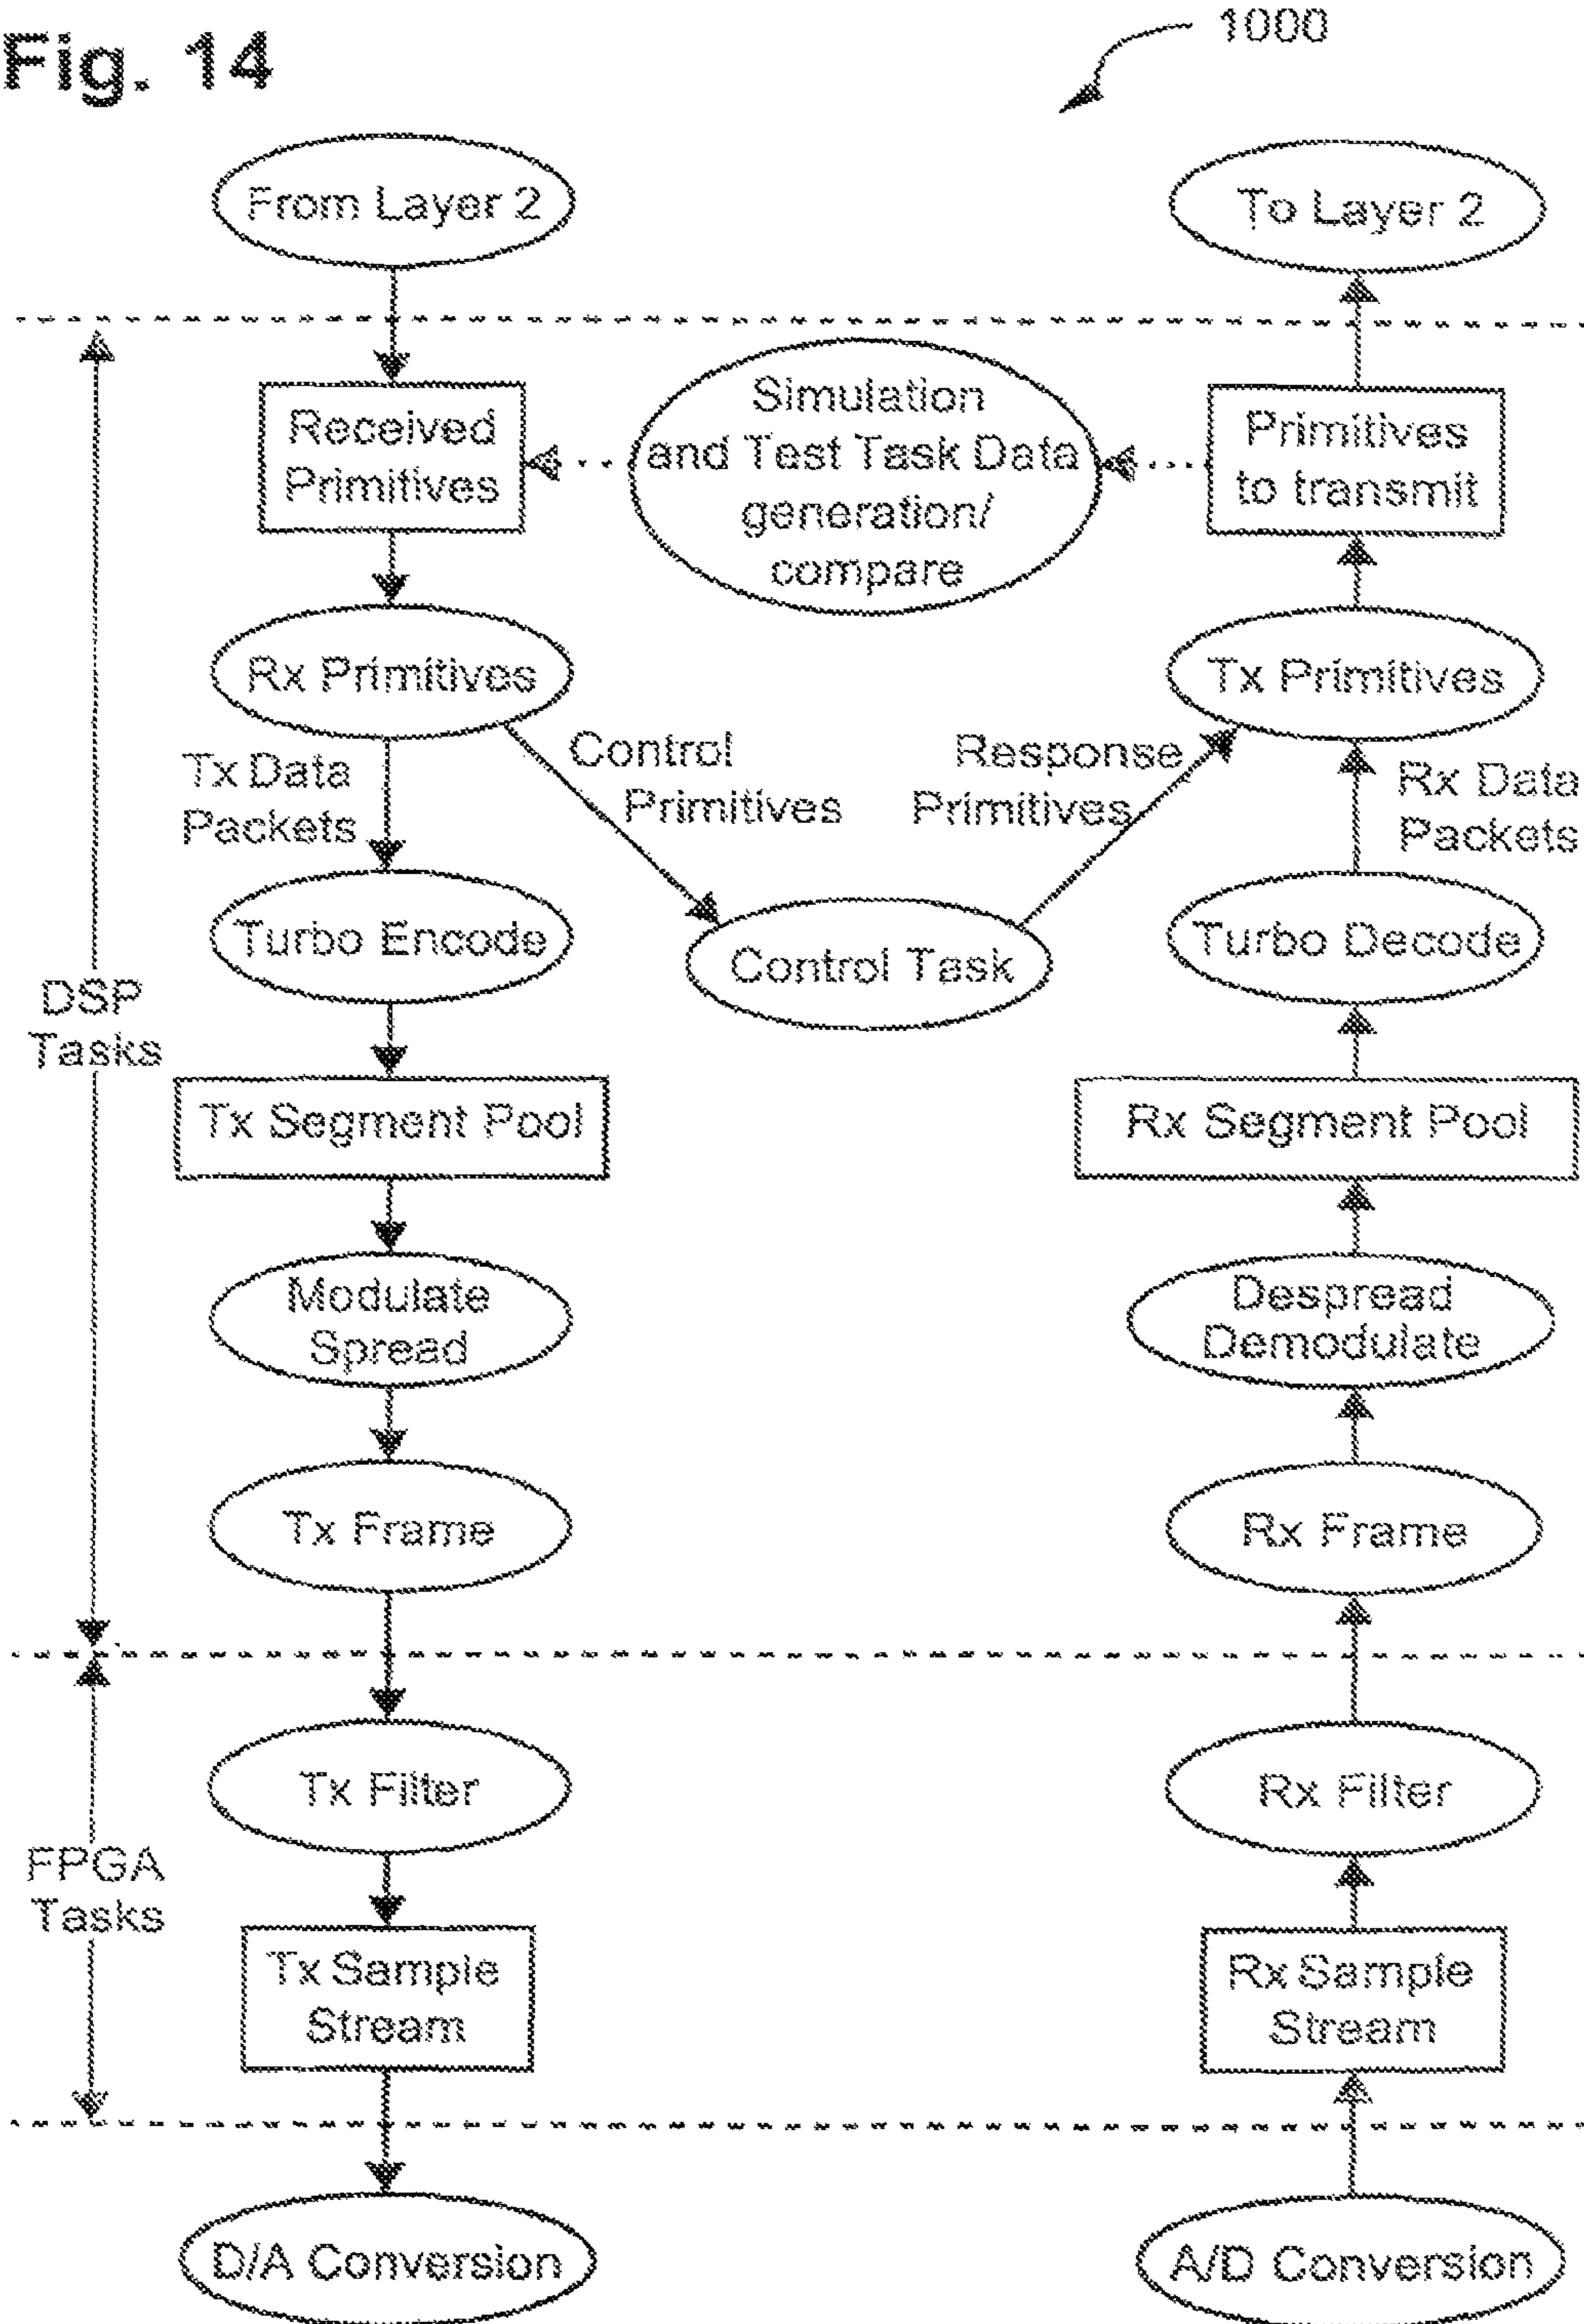 Fig. 14
1000
From Layer 2
To Layer 2
Received
Primitives
Simulation
and Test Task Data
generation/
compare
Primitives
to transmit
Rx Primitives
Tx Primitives
Tx Data
Packets
Control
Primitives
Response
Primitives
Rx Data
Packets
Turbo Encode
Control Task
Turbo Decode
DSP
Tasks
Tx Segment Pool
Rx Segment Pool
Modulate
Spread
Despread
Demodulate
Tx Frame
Rx Frame
Tx Filter
Rx Filter
FPGA
Tasks
Tx Sample
Stream
Rx Sample
Stream
D/A Conversion
A/D Conversion